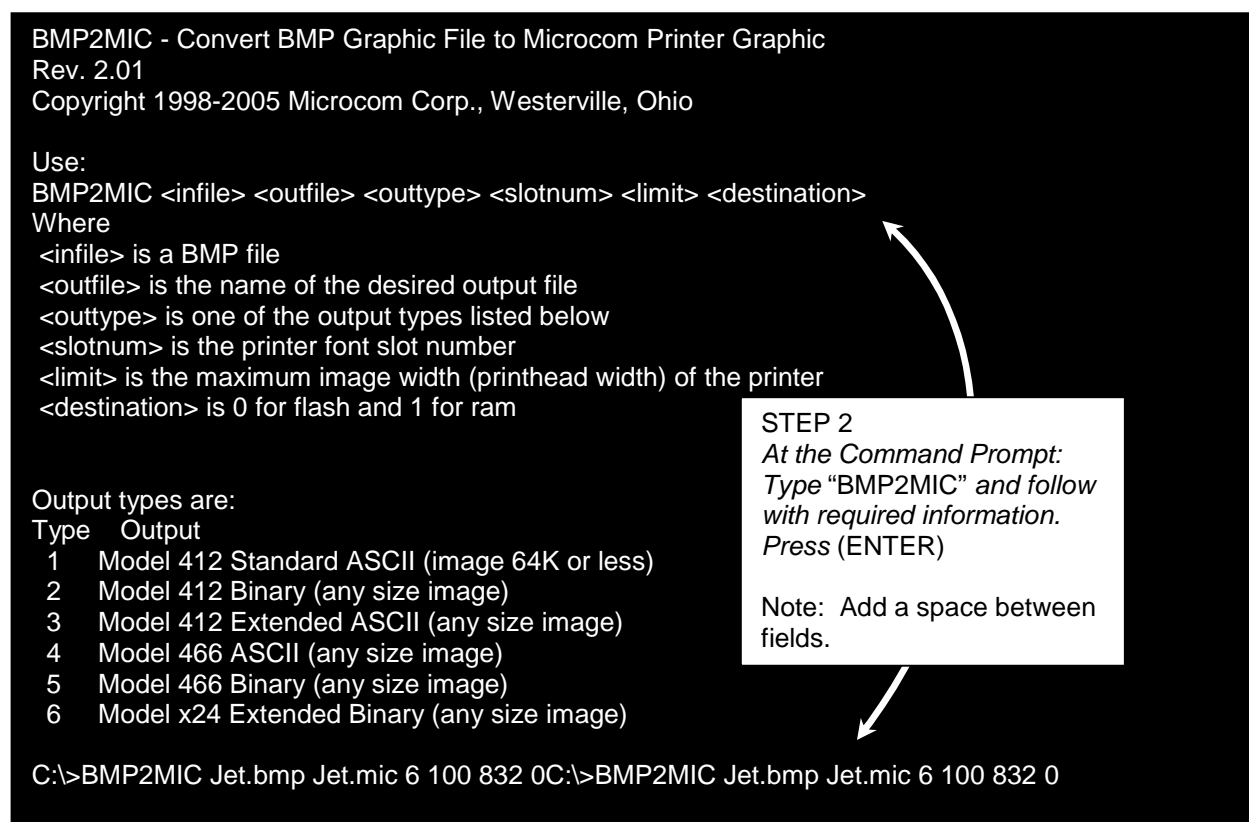 BMP2MIC - Convert BMP Graphic File to Microcom Printer Graphic
Rev. 2.01
Copyright 1998-2005 Microcom Corp., Westerville, Ohio
Use:
BMP2MIC <infile> <outfile> <outtype> <slotnum> <limit> <destination>
Where
<infile> is a BMP file
<outfile> is the name of the desired output file
<outtype> is one of the output types listed below
<slotnum> is the printer font slot number
<limit> is the maximum image width (printhead width) of the printer
<destination> is 0 for flash and 1 for ram
Output types are:
Type Output
1 Model 412 Standard ASCII (image 64K or less)
2 Model 412 Binary (any size image)
3 Model 412 Extended ASCII (any size image)
4 Model 466 ASCII (any size image)
5 Model 466 Binary (any size image)
6 Model x24 Extended Binary (any size image)
C:\>BMP2MIC Jet.bmp Jet.mic 6 100 832 0C:\>BMP2MIC Jet.bmp Jet.mic 6 100 832 0
STEP 2
At the Command Prompt:
Type “BMP2MIC” and follow
with required information.
Press (ENTER)
Note: Add a space between
fields.